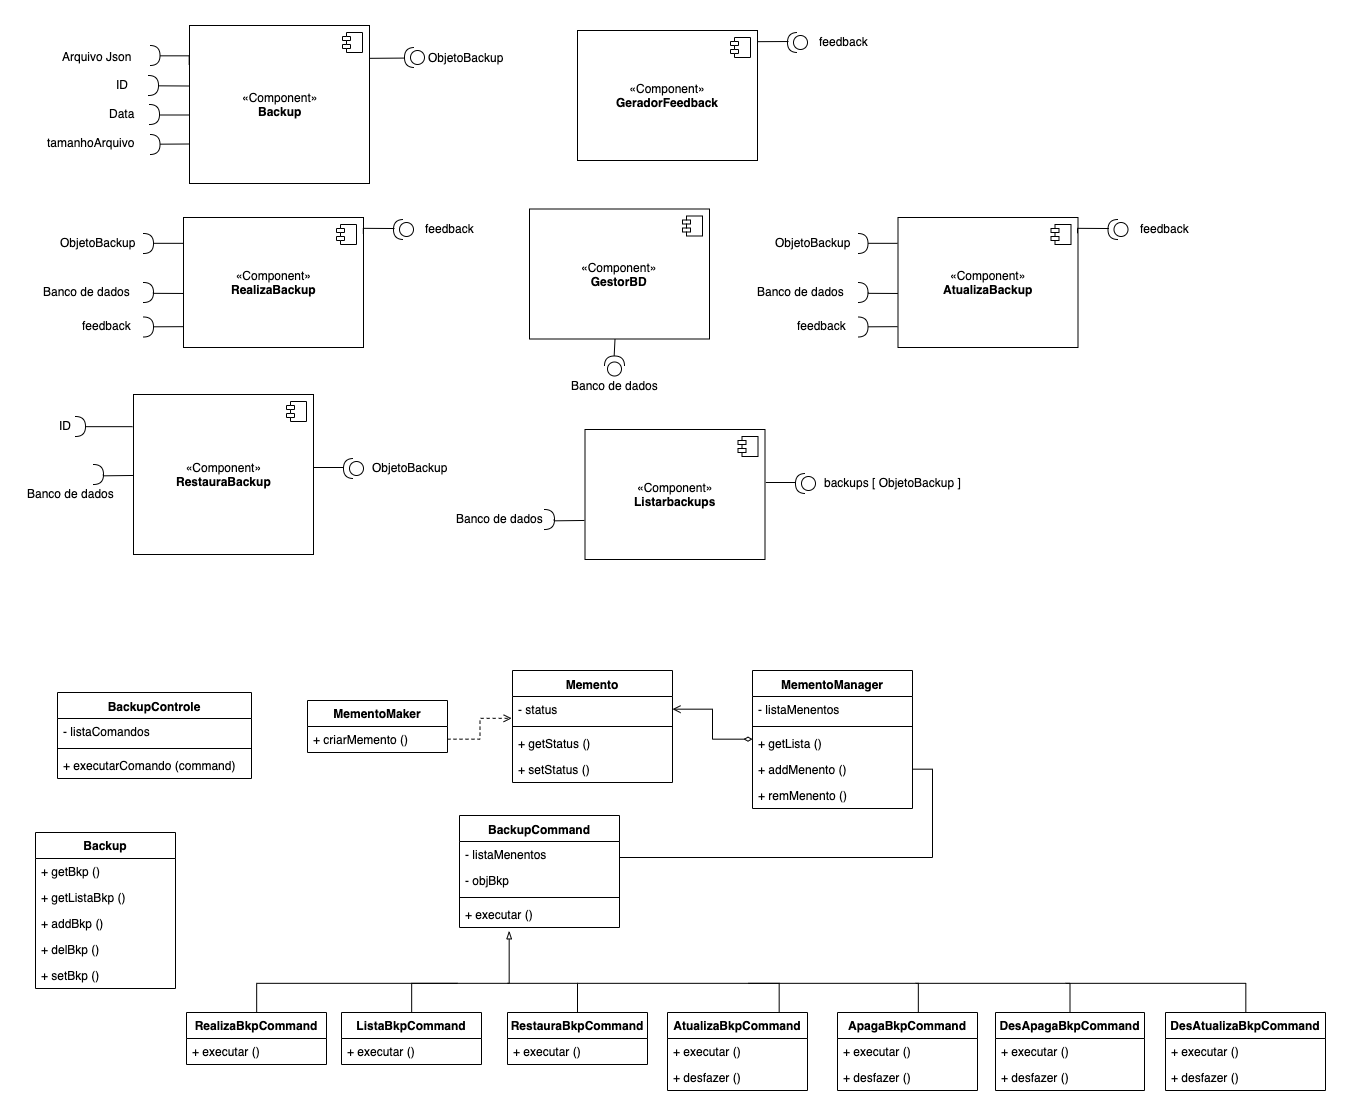 Arquivo Json
ID
Data
tamanhoArquivo
«Component»
Backup
ObjetoBackup
«Component»
GeradorFeedback
feedback
ObjetoBackup
Banco de dados
feedback
«Component»
RealizaBackup
feedback
«Component»
GestorBD
Banco de dados
ObjetoBackup
Banco de dados
feedback
«Component»
AtualizaBackup
feedback
ID
Banco de dados
«Component»
RestauraBackup
ObjetoBackup
Banco de dados
«Component»
Listarbackups
backups [ ObjetoBackup ]
BackupControle
- listaComandos
+ executarComando (command)
MementoMaker
+ criarMemento ()
Memento
- status
+ getStatus ()
+ setStatus ()
MementoManager
- listaMenentos
+ getLista ()
+ addMenento ()
+ remMenento ()
Backup
+ getBkp ()
+ getListaBkp ()
+ addBkp ()
+ delBkp ()
+ setBkp ()
BackupCommand
- listaMenentos
- objBkp
+ executar ()
RealizaBkpCommand
+ executar ()
ListaBkpCommand
+ executar ()
RestauraBkpCommand
+ executar ()
AtualizaBkpCommand
+ executar ()
+ desfazer ()
ApagaBkpCommand
+ executar ()
+ desfazer ()
DesApagaBkpCommand
+ executar ()
+ desfazer ()
DesAtualizaBkpCommand
+ executar ()
+ desfazer ()